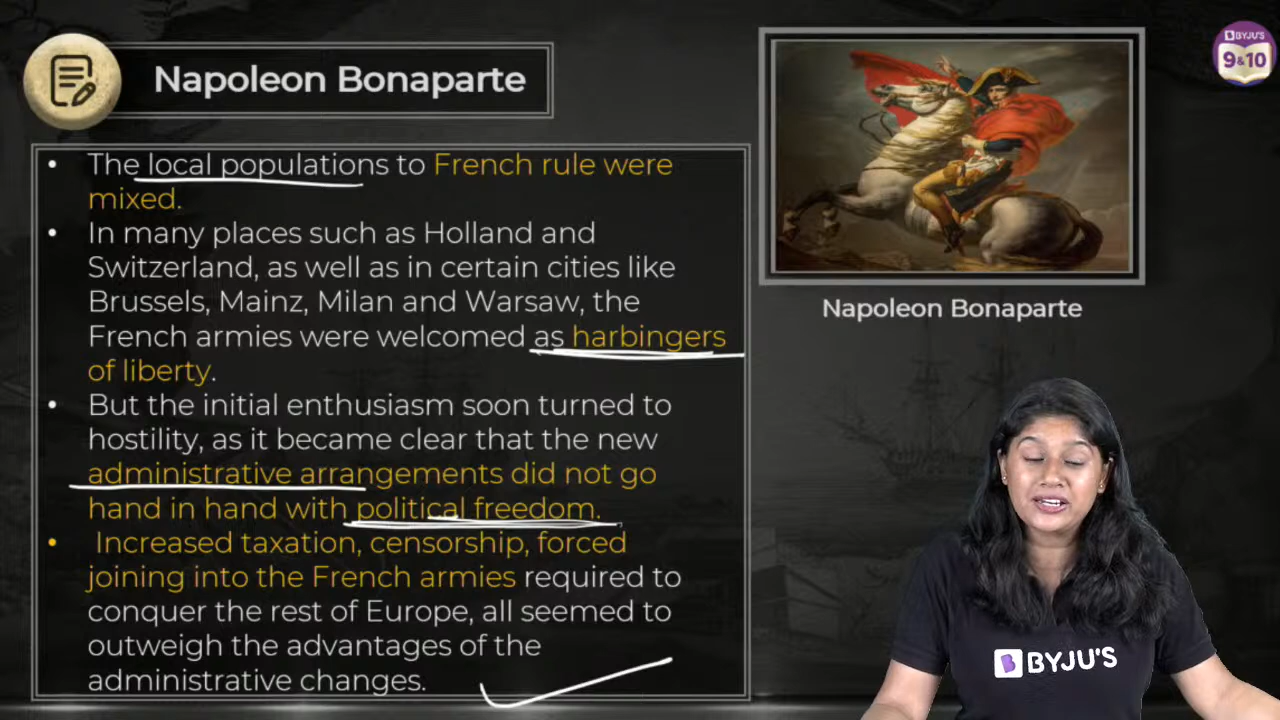 Napoleon Bonaparte
• The local populations to French rule were
mixed.
• In many places such as Holland and
Switzerland, as well as in certain cities like
Brussels, Mainz, Milan and Warsaw, the
French armies were welcomed as harbingers
of liberty.
• But the initial enthusiasm soon turned to
hostility, as it became clear that the new
administrative arrangements did not go
hand in hand with political freedom.
• Increased taxation, censorship, forced
joining into the French armies required to
conquer the rest of Europe, all seemed to
outweigh the advantages of the
administrative changes.
Napoleon Bonaparte
BYJU'S
9&10
BYJU'S